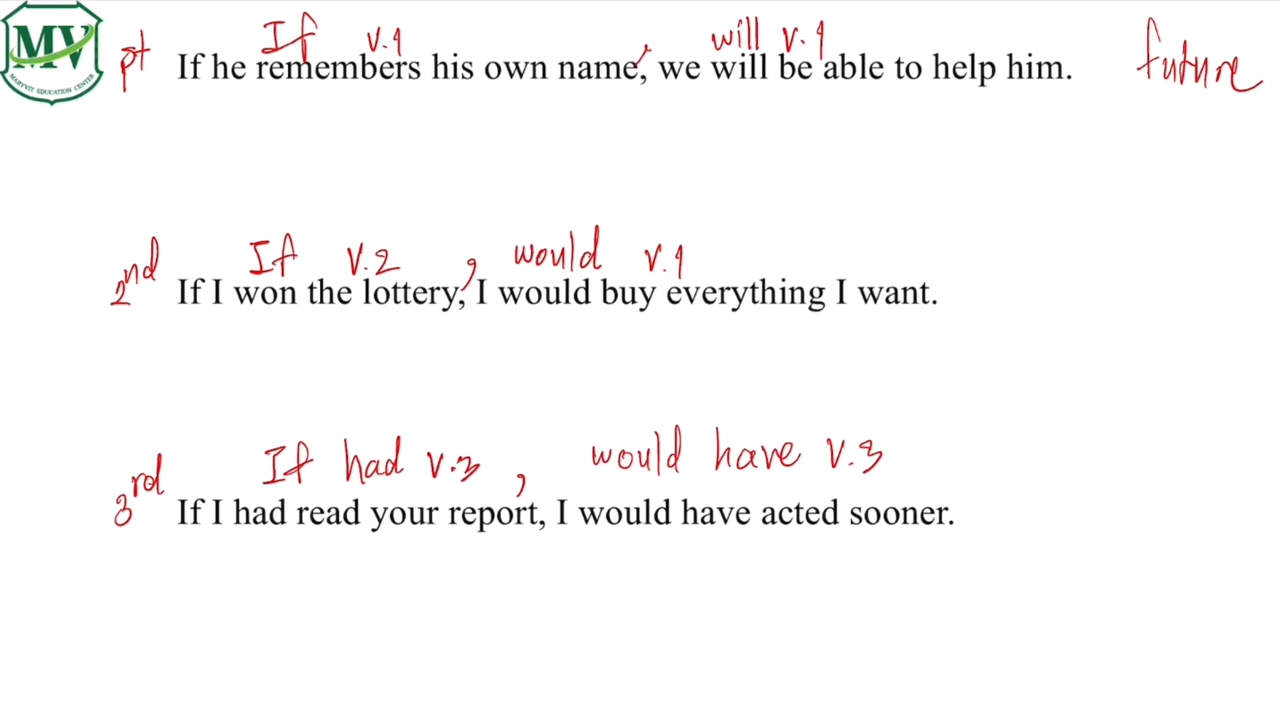 MV
MARYVIT EDUCATION CENTER
If v.1 will v.1
If he remembers his own name, we will be able to help him.
future
2nd If v.2 , would v.1
If I won the lottery, I would buy everything I want.
3rd If had v.3 , would have v.3
If I had read your report, I would have acted sooner.